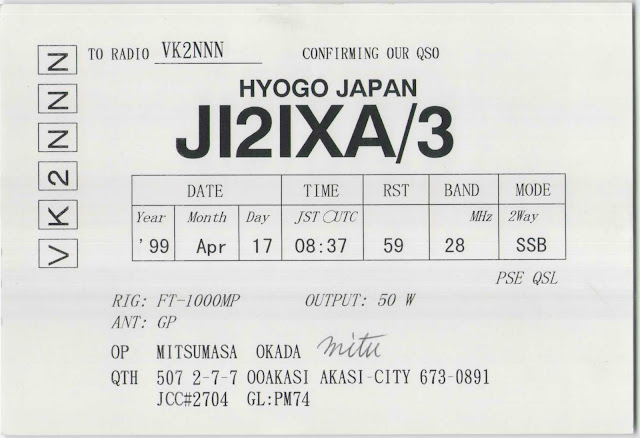 TO RADIO VK2NNN CONFIRMING OUR QSO
HYOGO JAPAN
JI2IXA/3
VK2NNN
DATE TIME RST BAND MODE
Year Month Day JST UTC MHz 2Way
'99 Apr 17 08:37 59 28 SSB
PSE QSL
RIG: FT-1000MP OUTPUT: 50 W
ANT: GP
OP MITSUMASA OKADA mitu
QTH 507 2-7-7 OOAKASI AKASI-CITY 673-0891
JCC#2704 GL:PM74